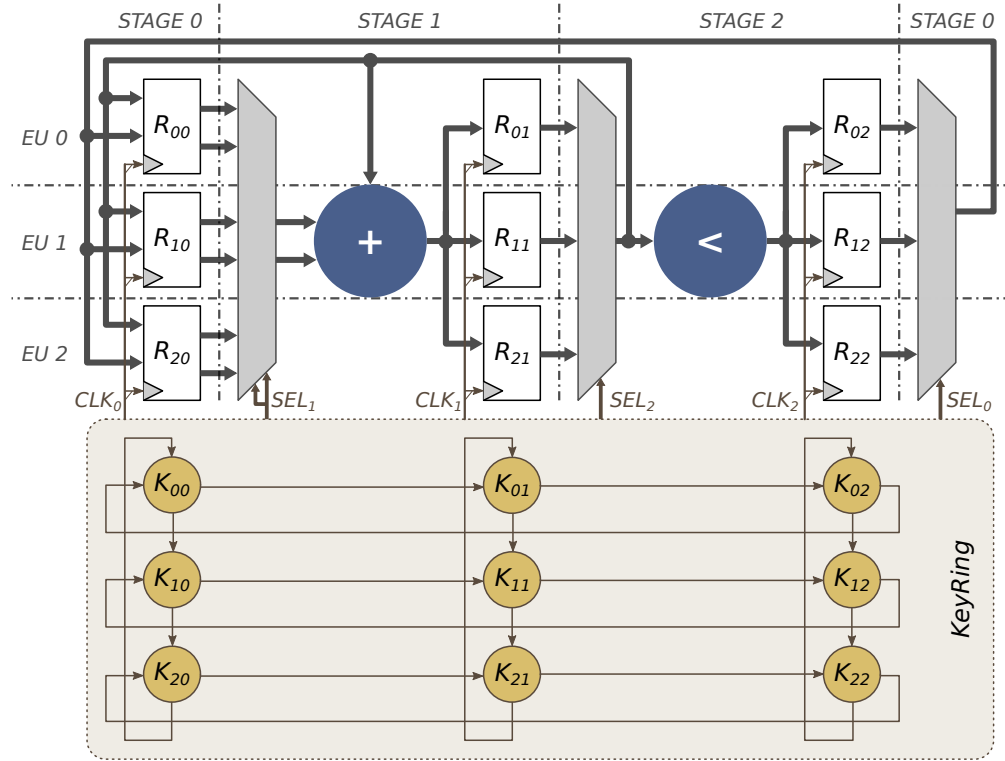 STAGE 0 STAGE 1 STAGE 2 STAGE 0
EU 0 R00 R01 R02
EU 1 R10 + R11 < R12
EU 2 R20 R21 R22
CLK0 SEL1 CLK1 SEL2 CLK2 SEL0
K00 K01 K02
K10 K11 K12
KeyRing
K20 K21 K22